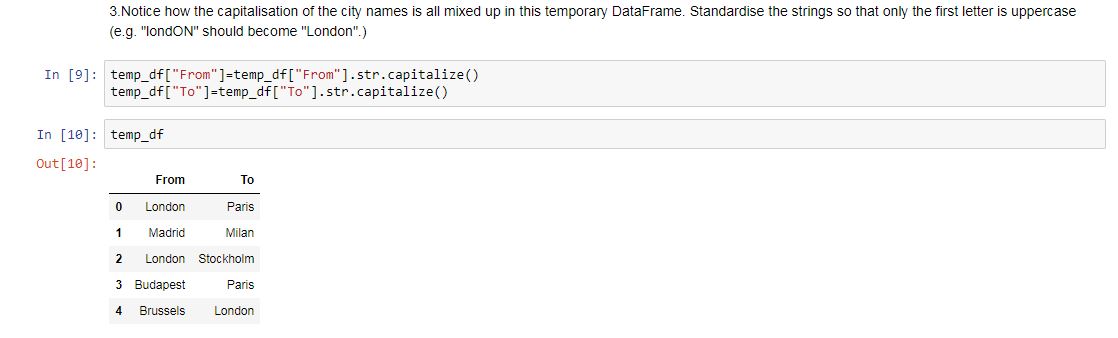 3.Notice how the capitalisation of the city names is all mixed up in this temporary DataFrame. Standardise the strings so that only the first letter is uppercase
(e.g. "londON" should become "London".)
In [9]: temp_df["From"]=temp_df["From"].str.capitalize()
temp_df["To"]=temp_df["To"].str.capitalize()
In [10]: temp_df
Out[10]:
From To
0 London Paris
1 Madrid Milan
2 London Stockholm
3 Budapest Paris
4 Brussels London